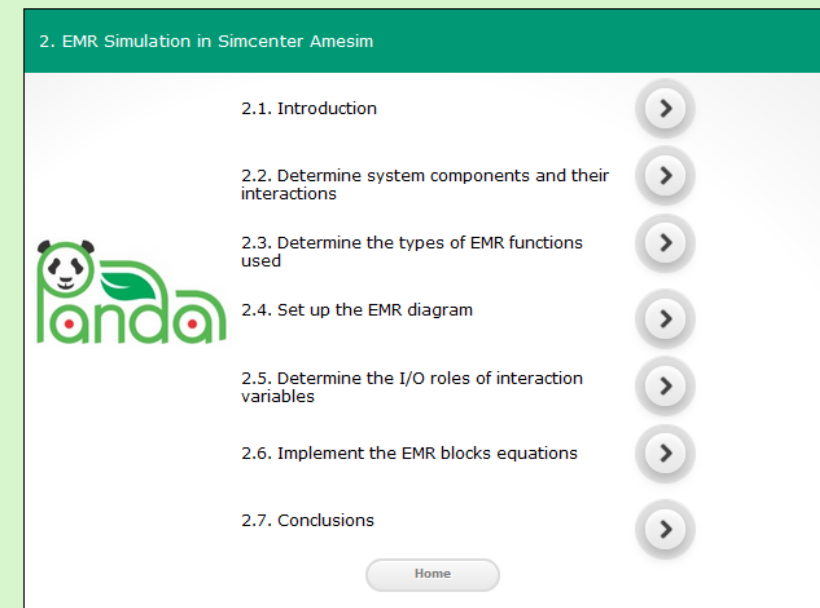 2. EMR Simulation in Simcenter Amesim
2.1. Introduction
2.2. Determine system components and their
interactions
2.3. Determine the types of EMR functions
used
Panda
2.4. Set up the EMR diagram
2.5. Determine the I/O roles of interaction
variables
2.6. Implement the EMR blocks equations
2.7. Conclusions
Home